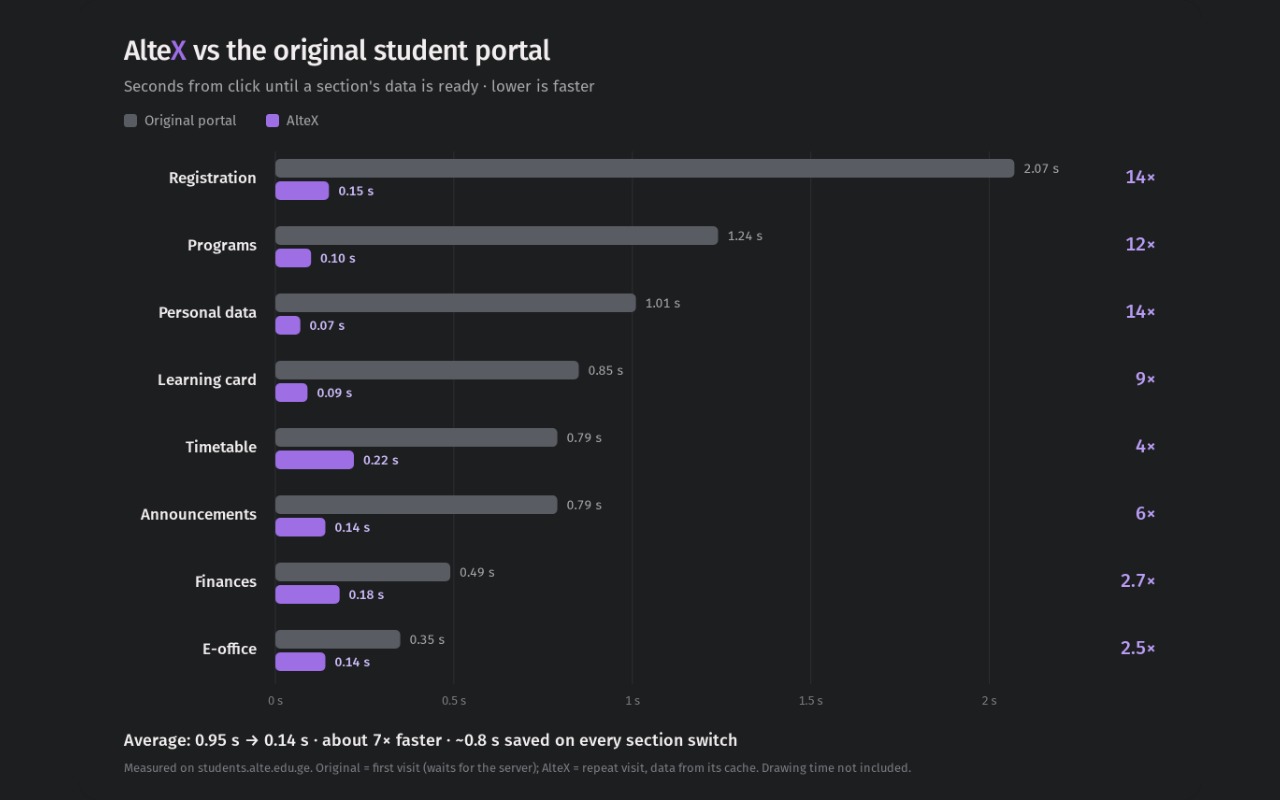 AlteX vs the original student portal
Seconds from click until a section's data is ready · lower is faster
Original portal AlteX
Registration 2.07 s 0.15 s 14×
Programs 1.24 s 0.10 s 12×
Personal data 1.01 s 0.07 s 14×
Learning card 0.85 s 0.09 s 9×
Timetable 0.79 s 0.22 s 4×
Announcements 0.79 s 0.14 s 6×
Finances 0.49 s 0.18 s 2.7×
E-office 0.35 s 0.14 s 2.5×
0 s 0.5 s 1 s 1.5 s 2 s
Average: 0.95 s → 0.14 s · about 7× faster · ~0.8 s saved on every section switch
Measured on students.alte.edu.ge. Original = first visit (waits for the server); AlteX = repeat visit, data from its cache. Drawing time not included.